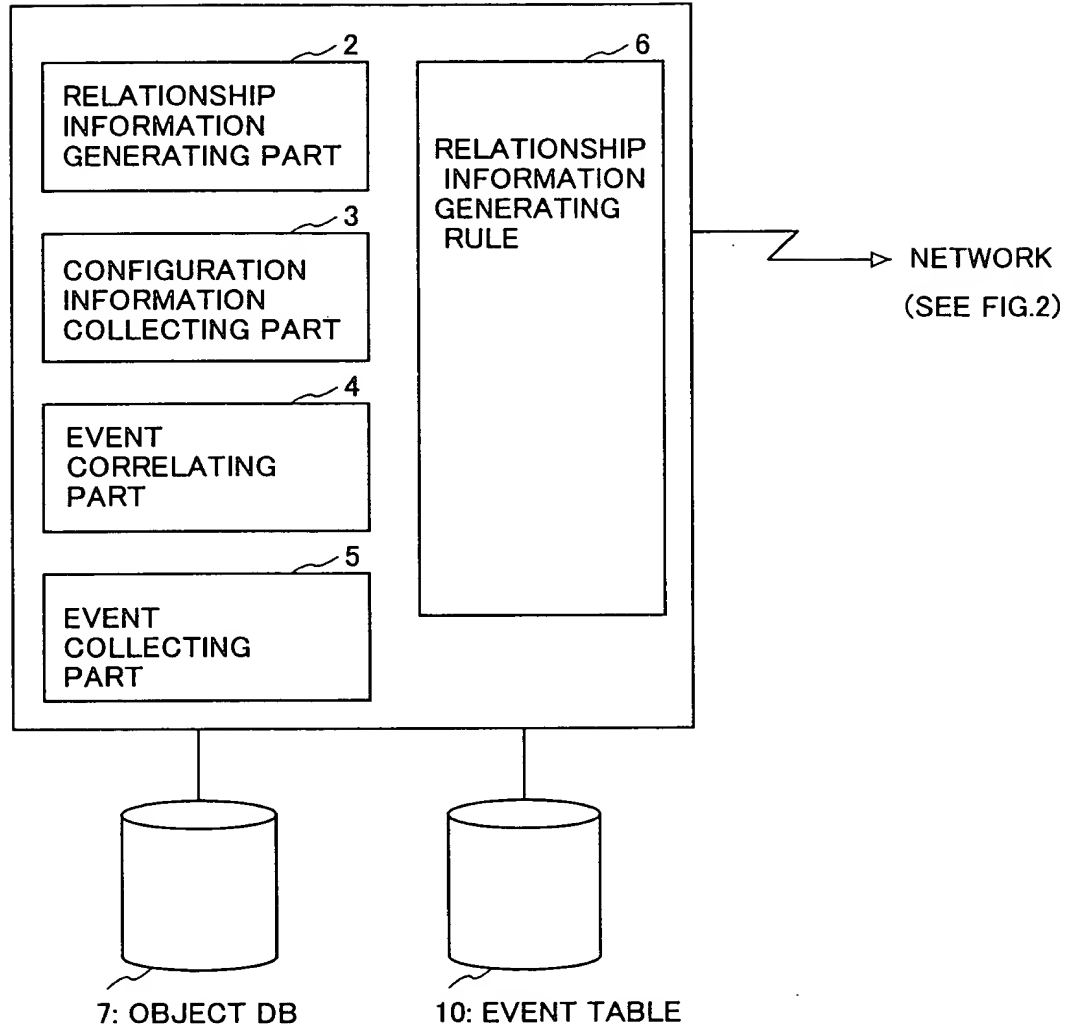 2
RELATIONSHIP
INFORMATION
GENERATING PART
3
CONFIGURATION
INFORMATION
COLLECTING PART
4
EVENT
CORRELATING
PART
5
EVENT
COLLECTING
PART
6
RELATIONSHIP
INFORMATION
GENERATING
RULE
NETWORK
(SEE FIG.2)
7: OBJECT DB
10: EVENT TABLE